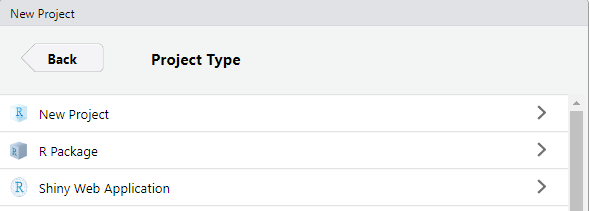 New Project
Back
Project Type
R New Project
R Package
R Shiny Web Application